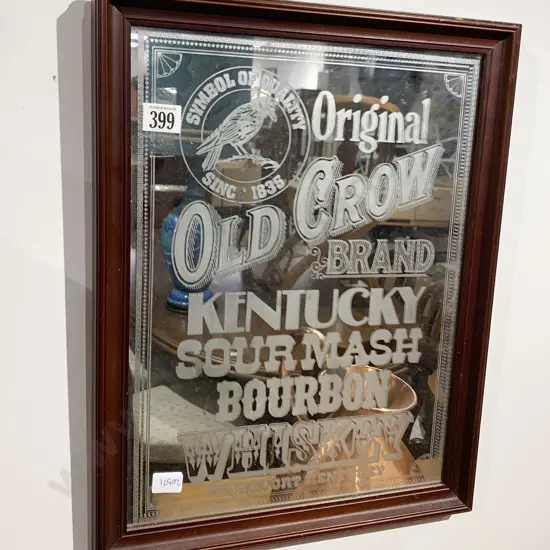 399
SYMBOL OF QUALITY
SINCE 1835
Original
OLD CROW
BRAND
KENTUCKY
SOUR MASH
BOURBON
WHISKEY